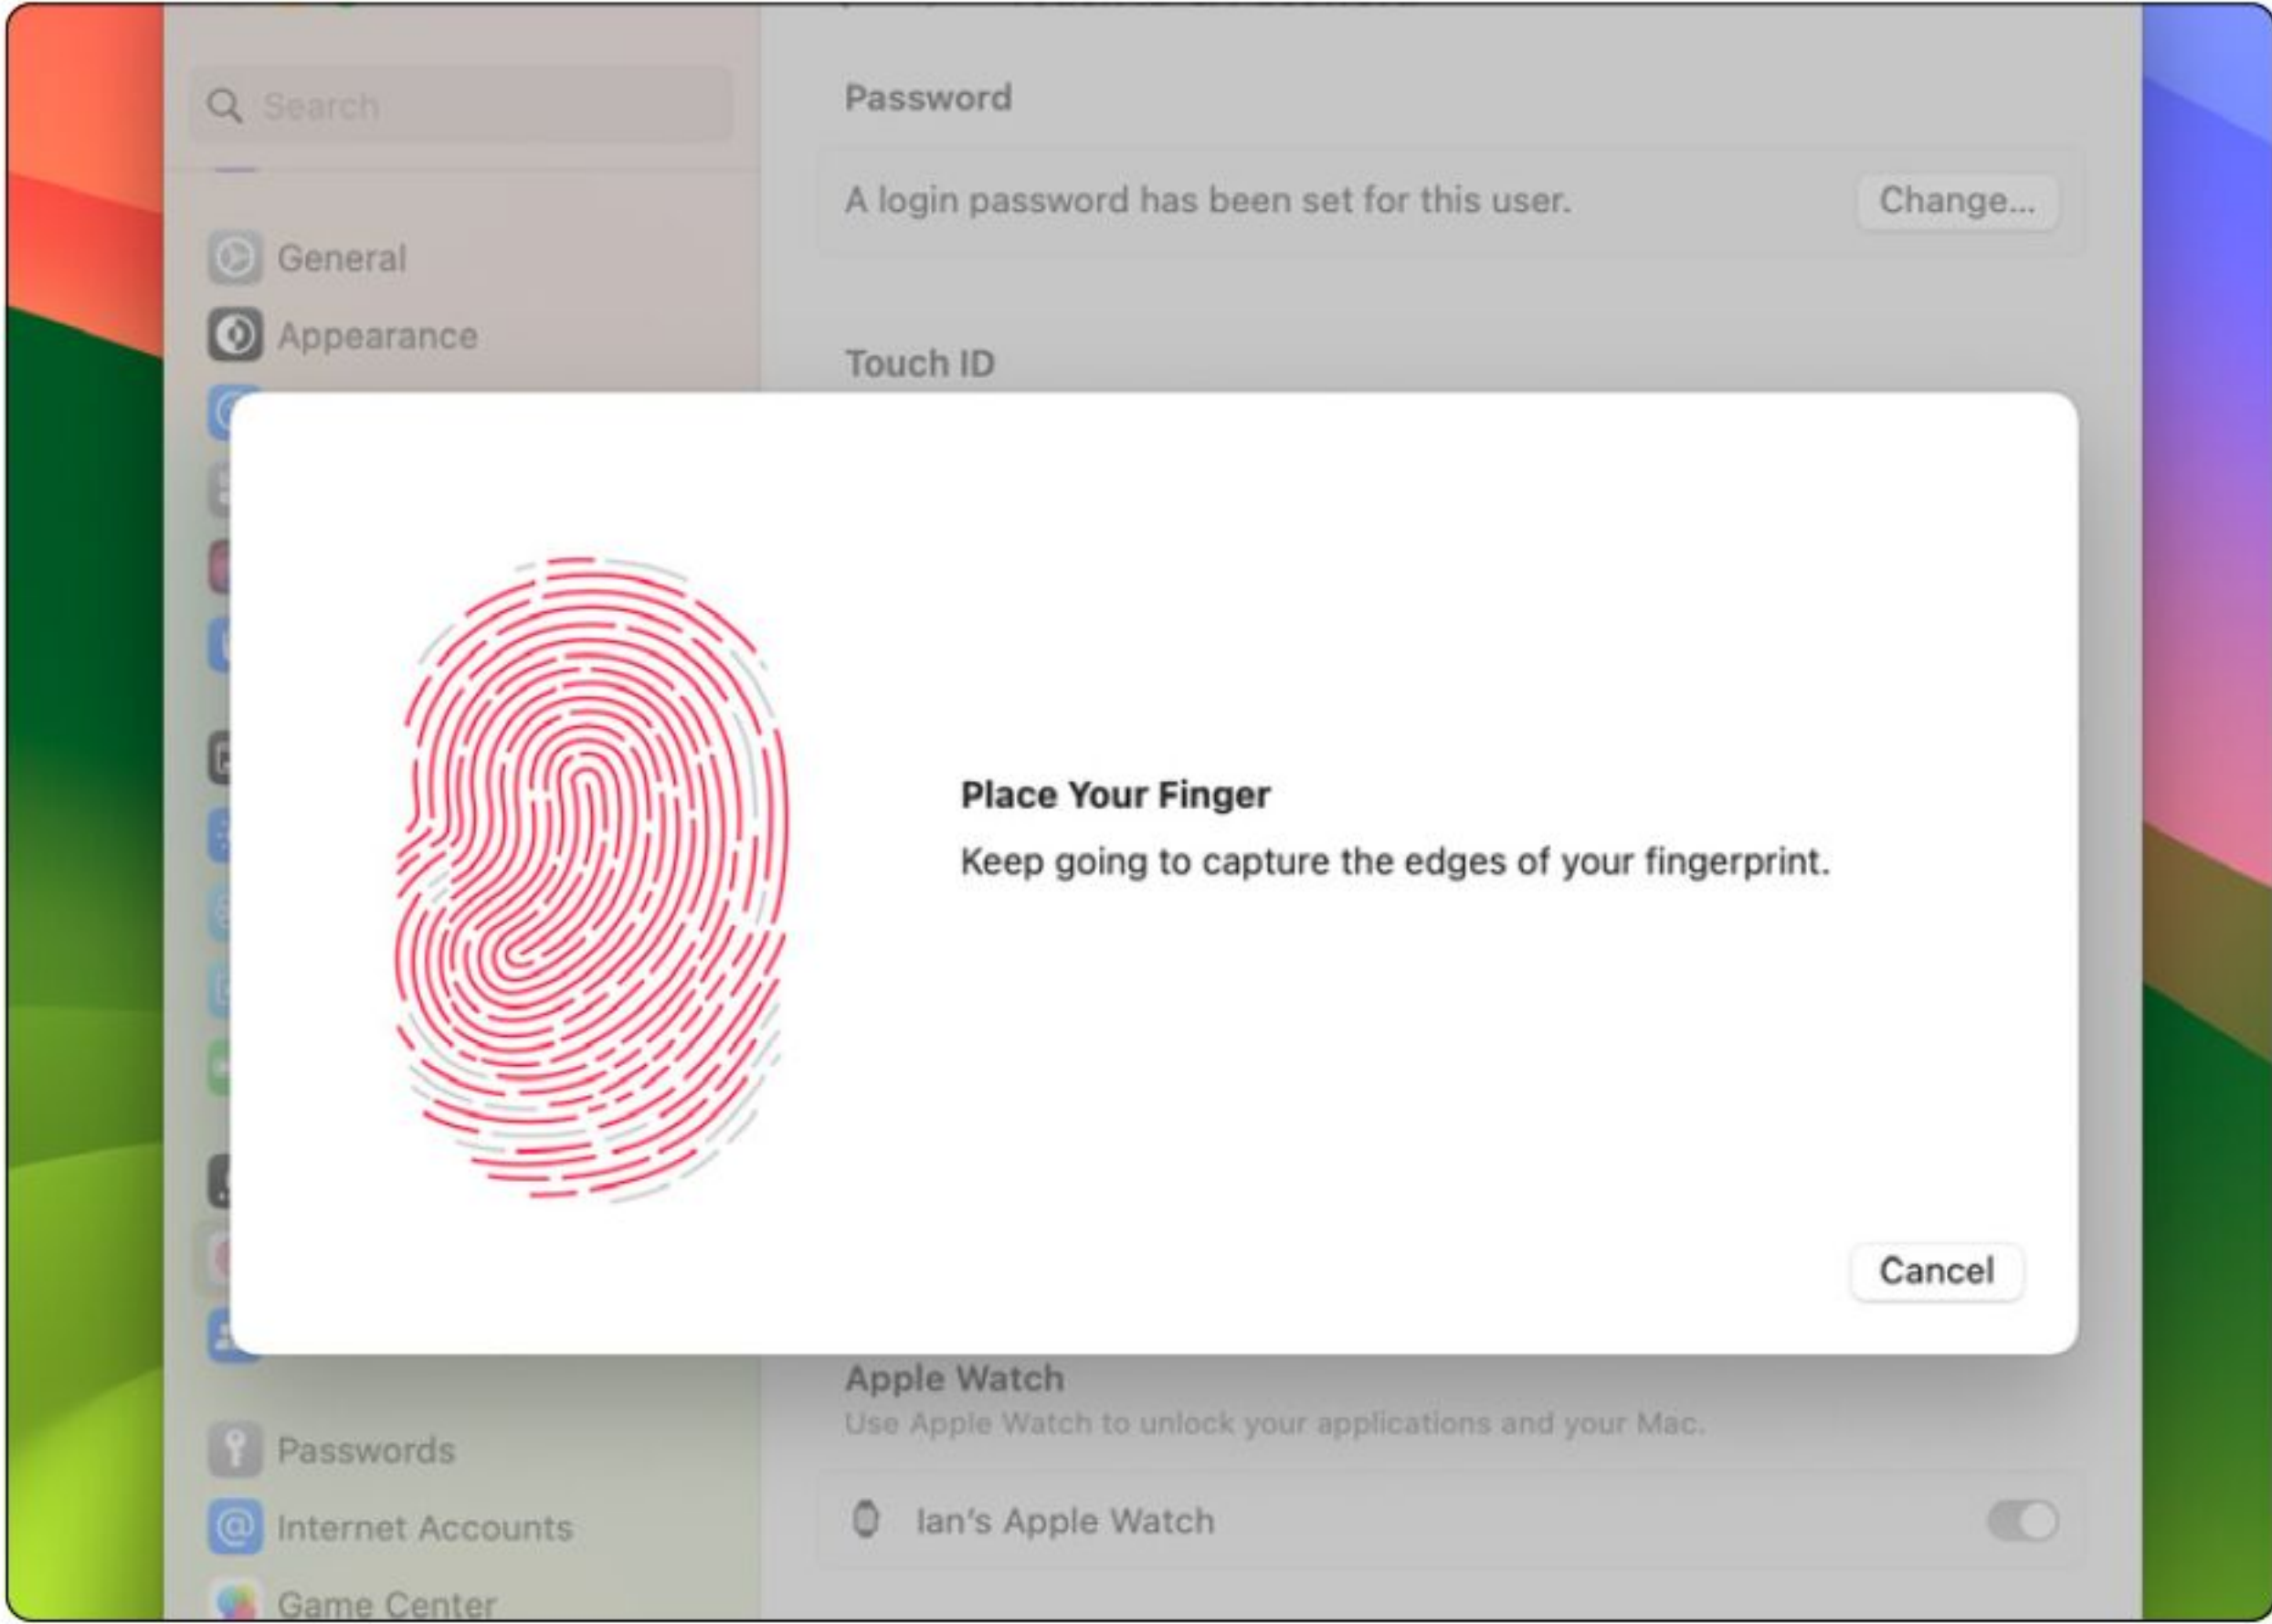 Search
General
Appearance
Passwords
Internet Accounts
Game Center
Password
A login password has been set for this user.
Change...
Touch ID
Place Your Finger
Keep going to capture the edges of your fingerprint.
Cancel
Apple Watch
Use Apple Watch to unlock your applications and your Mac.
Ian's Apple Watch